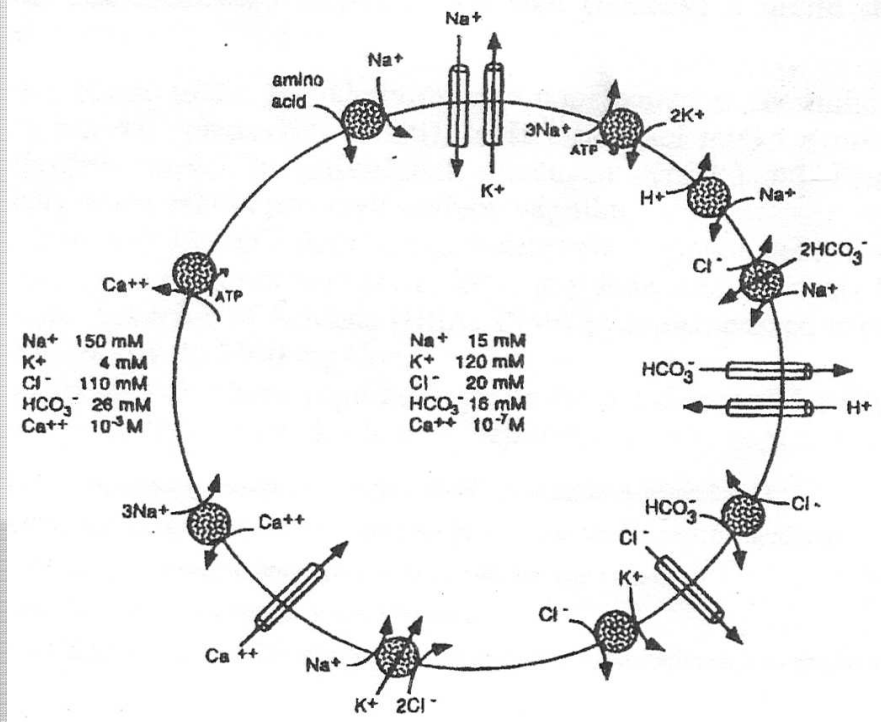 Na+
Na+
amino
acid
3Na+
2K+
ATP
K+
H+
Na+
2HCO₃⁻
Cl⁻
Na+
Ca++
ATP
Na+ 150 mM
K+ 4 mM
Cl⁻ 110 mM
HCO₃⁻ 26 mM
Ca++ 10⁻³M
Na+ 15 mM
K+ 120 mM
Cl⁻ 20 mM
HCO₃⁻ 16 mM
Ca++ 10⁻⁷M
HCO₃⁻
H+
3Na+
Ca++
HCO₃⁻
Cl-
Cl⁻
K+
Cl⁻
Ca++
Na+
K+ 2Cl⁻